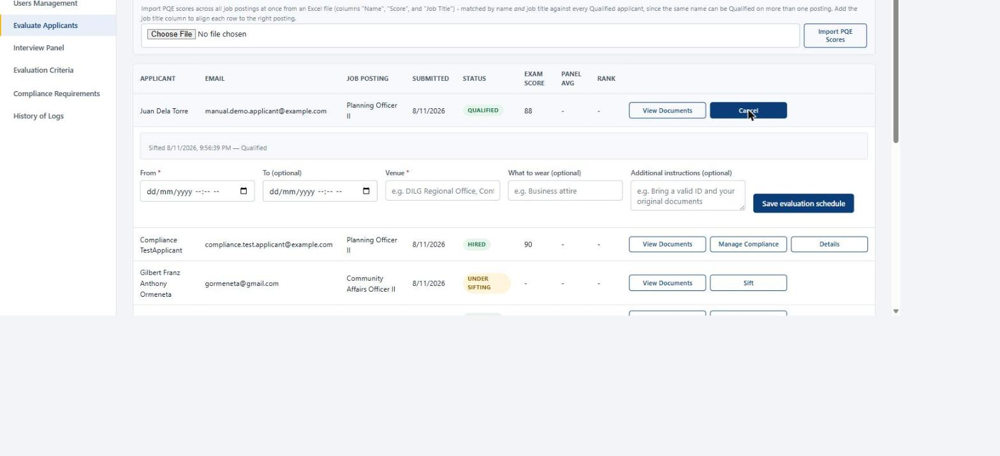 Users Management
Evaluate Applicants
Interview Panel
Evaluation Criteria
Compliance Requirements
History of Logs
Import PQE scores across all job postings at once from an Excel file (columns "Name", "Score", and "Job Title") - matched by name and job title against every Qualified applicant, since the same name can be Qualified on more than one posting. Add the
job title column to align each row to the right posting.
Choose File No file chosen
Import PQE
Scores
APPLICANT EMAIL JOB POSTING SUBMITTED STATUS EXAM SCORE PANEL AVG RANK
Juan Dela Torre manual.demo.applicant@example.com Planning Officer II 8/11/2026 QUALIFIED 88 - - View Documents Cancel
Sifted 8/11/2026, 9:56:39 PM — Qualified
From * To (optional) Venue * What to wear (optional) Additional instructions (optional)
dd/mm/yyyy --:-- -- dd/mm/yyyy --:-- -- e.g. DILG Regional Office, Conf e.g. Business attire e.g. Bring a valid ID and your
original documents
Save evaluation schedule
Compliance TestApplicant compliance.test.applicant@example.com Planning Officer II 8/11/2026 HIRED 90 - - View Documents Manage Compliance Details
Gilbert Franz Anthony Ormeneta gormeneta@gmail.com Community Affairs Officer II 8/11/2026 UNDER SIFTING - - - View Documents Sift